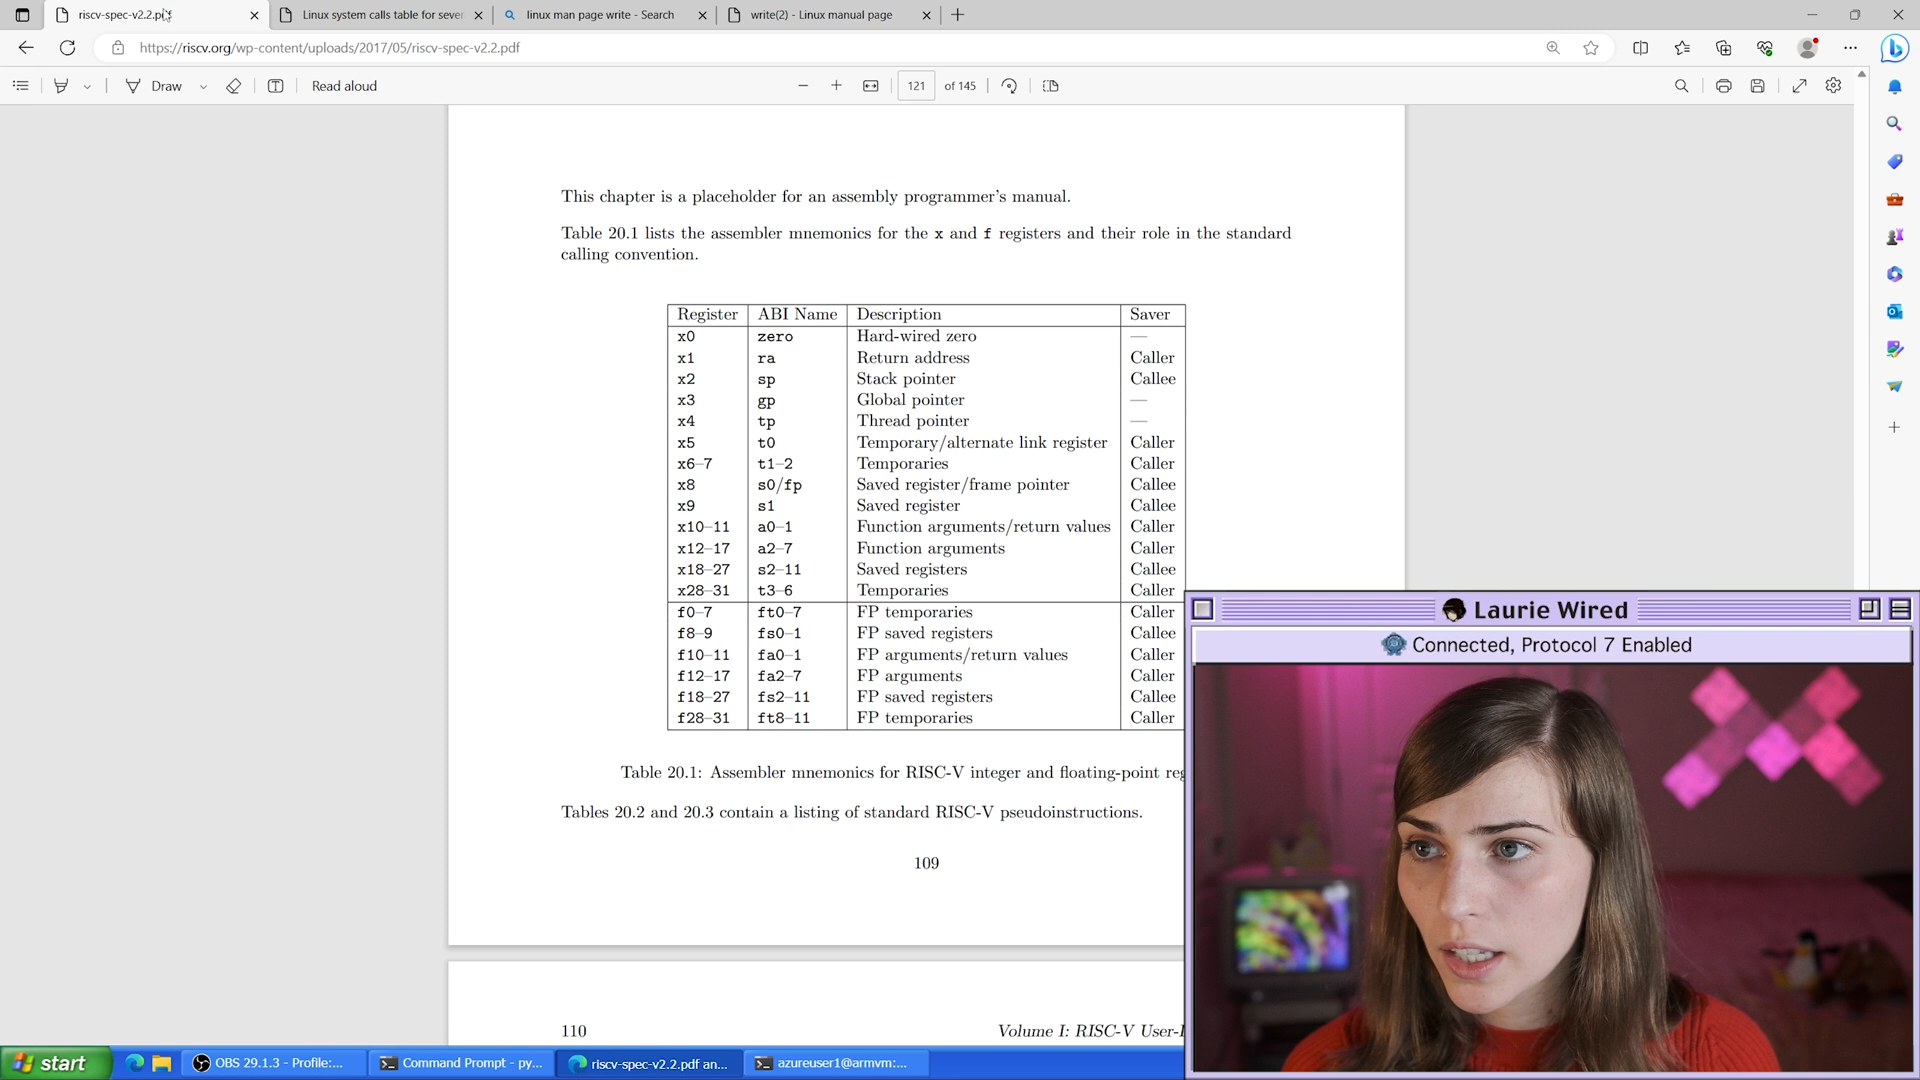 riscv-spec-v2.2.pdf
Linux system calls table for sever
linux man page write - Search
write(2) - Linux manual page
https://riscv.org/wp-content/uploads/2017/05/riscv-spec-v2.2.pdf
Draw
Read aloud
121 of 145
This chapter is a placeholder for an assembly programmer's manual.
Table 20.1 lists the assembler mnemonics for the x and f registers and their role in the standard
calling convention.
Register ABI Name Description Saver
x0 zero Hard-wired zero —
x1 ra Return address Caller
x2 sp Stack pointer Callee
x3 gp Global pointer —
x4 tp Thread pointer —
x5 t0 Temporary/alternate link register Caller
x6–7 t1–2 Temporaries Caller
x8 s0/fp Saved register/frame pointer Callee
x9 s1 Saved register Callee
x10–11 a0–1 Function arguments/return values Caller
x12–17 a2–7 Function arguments Caller
x18–27 s2–11 Saved registers Callee
x28–31 t3–6 Temporaries Caller
f0–7 ft0–7 FP temporaries Caller
f8–9 fs0–1 FP saved registers Callee
f10–11 fa0–1 FP arguments/return values Caller
f12–17 fa2–7 FP arguments Caller
f18–27 fs2–11 FP saved registers Callee
f28–31 ft8–11 FP temporaries Caller
Table 20.1: Assembler mnemonics for RISC-V integer and floating-point reg
Tables 20.2 and 20.3 contain a listing of standard RISC-V pseudoinstructions.
109
110 Volume I: RISC-V User-L
Laurie Wired
Connected, Protocol 7 Enabled
start
OBS 29.1.3 - Profile:...
Command Prompt - py...
riscv-spec-v2.2.pdf an...
azureuser1@armvm:...